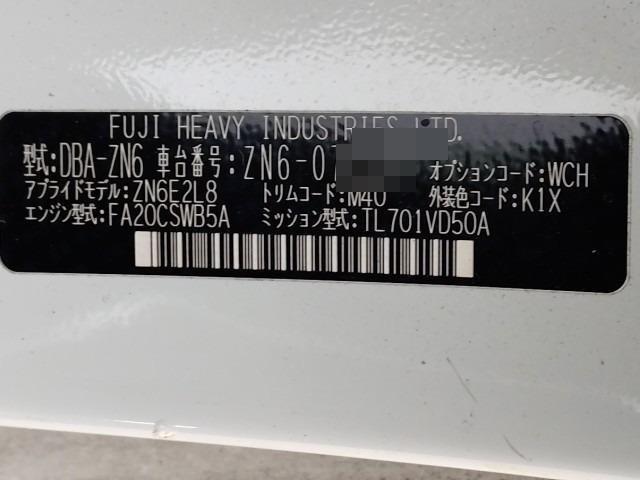 FUJI HEAVY INDUSTRIES LTD.
型式:DBA-ZN6 車台番号:ZN6-07 オプションコード:WCH
アプライドモデル:ZN6E2L8 トリムコード:M40 外装色コード:K1X
エンジン型式:FA20CSWB5A ミッション型式:TL701VD50A